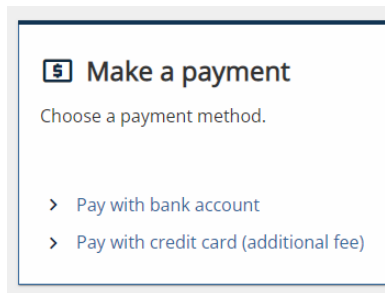 Make a payment
Choose a payment method.
Pay with bank account
Pay with credit card (additional fee)